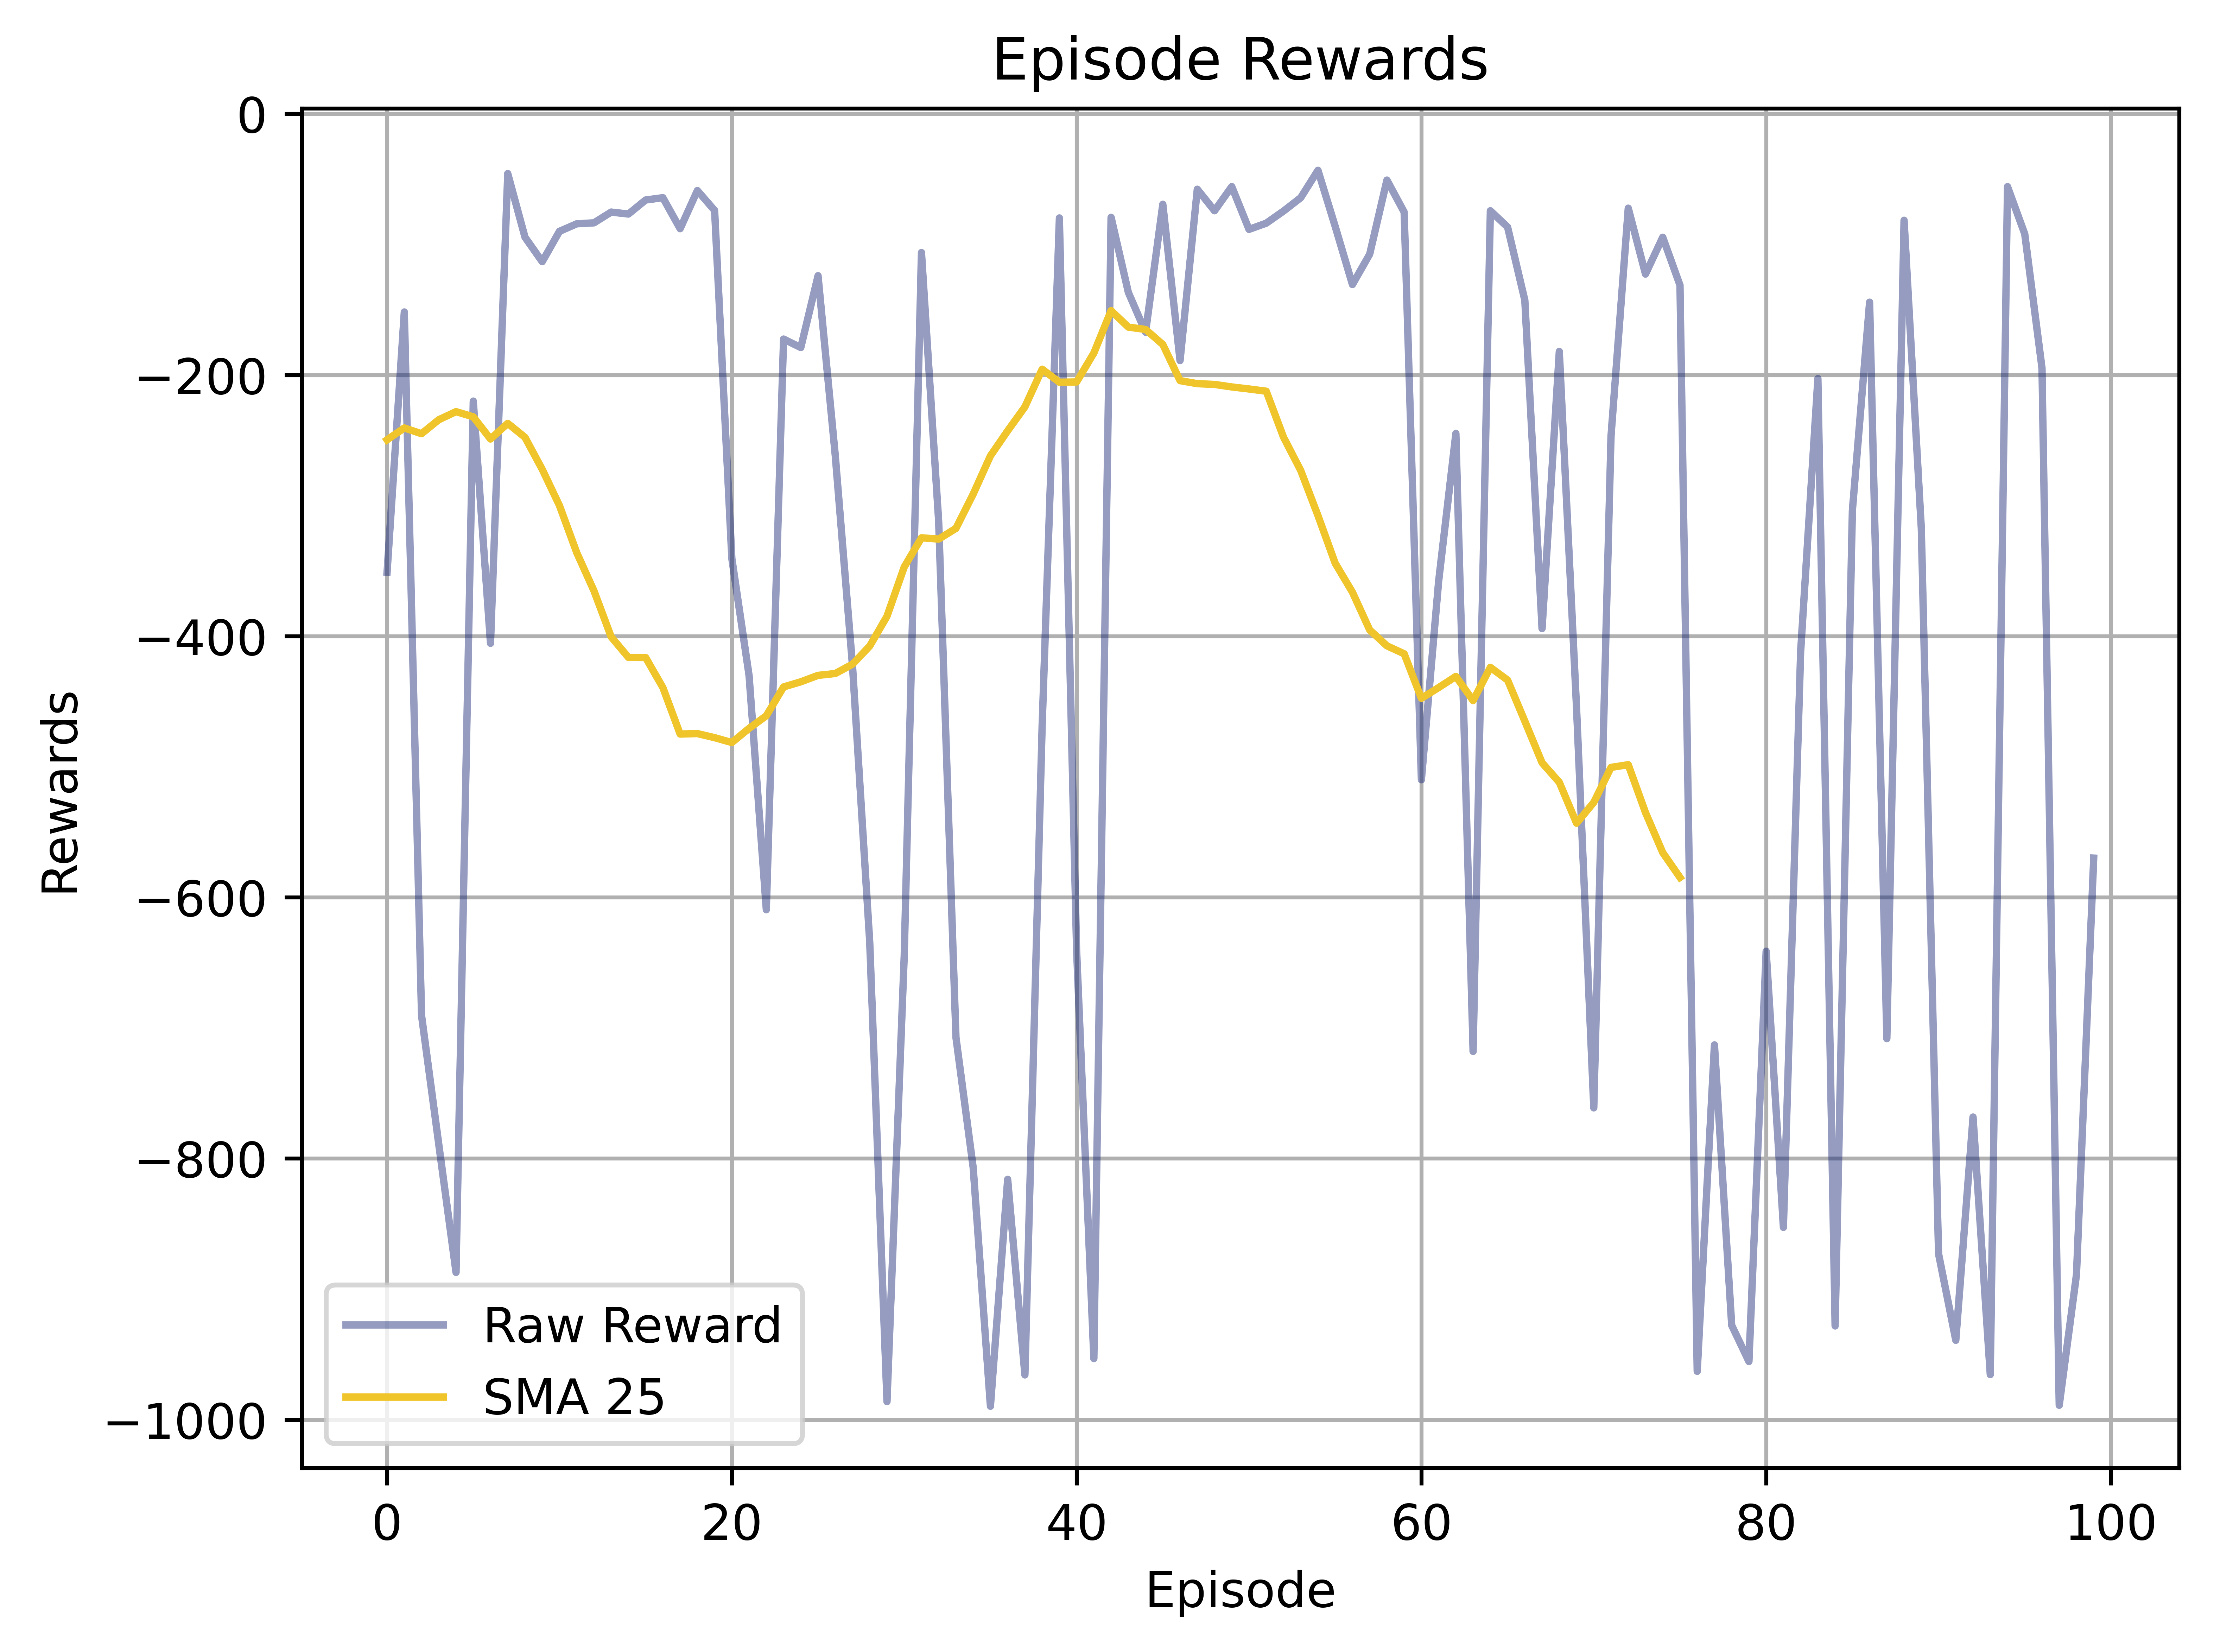 Episode Rewards
0
−200
−400
−600
−800
−1000
Rewards
Raw Reward
SMA 25
0 20 40 60 80 100
Episode